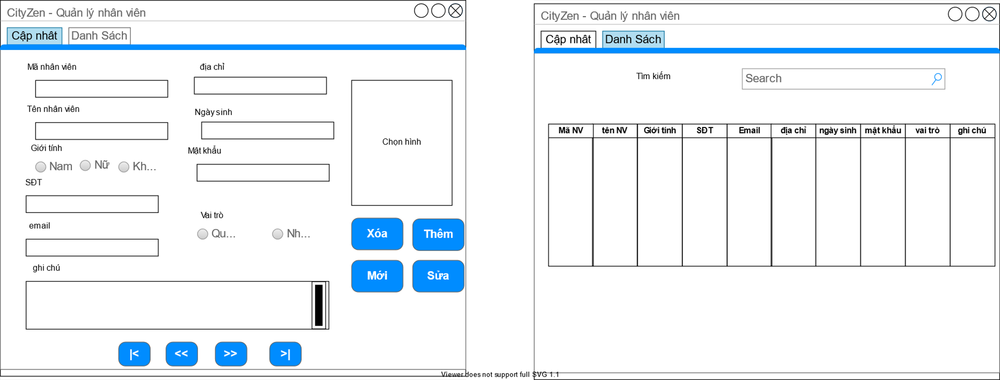 CityZen - Quản lý nhân viên
Cập nhât
Danh Sách
Mã nhân viên
địa chỉ
Tên nhân viên
Ngày sinh
Chọn hình
Giới tính
Mật khẩu
Nam
Nữ
Kh...
SĐT
Vai trò
email
Qu...
Nh...
Xóa
Thêm
ghi chú
Mới
Sửa
|<
<<
>>
>|
CityZen - Quản lý nhân viên
Cập nhât
Danh Sách
Tìm kiếm
Search
Mã NV tên NV Giới tính SĐT Email địa chỉ ngày sinh mật khẩu vai trò ghi chú
Viewer does not support full SVG 1.1